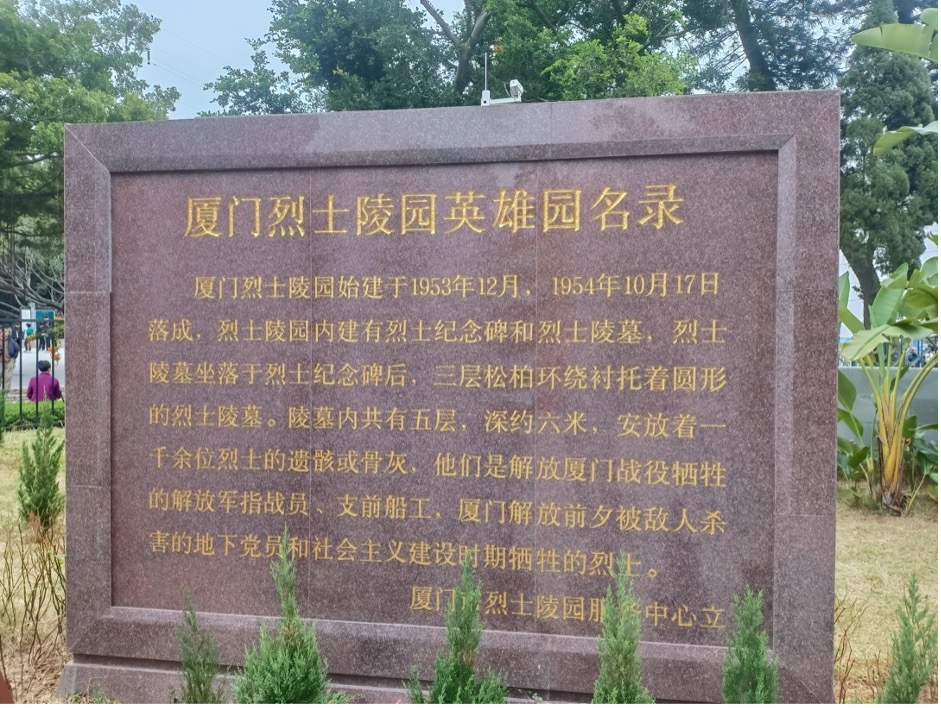 厦门烈士陵园英雄园名录
厦门烈士陵园始建于1953年12月，1954年10月17日
落成，烈士陵园内建有烈士纪念碑和烈士陵墓，烈士
陵墓坐落于烈士纪念碑后，三层松柏环绕衬托着圆形
的烈士陵墓。陵墓内共有五层，深约六米，安放着一
千余位烈士的遗骸或骨灰，他们是解放厦门战役牺牲
的解放军指战员、支前船工，厦门解放前夕被敌人杀
害的地下党员和社会主义建设时期牺牲的烈士。
厦门 烈士陵园服务中心立